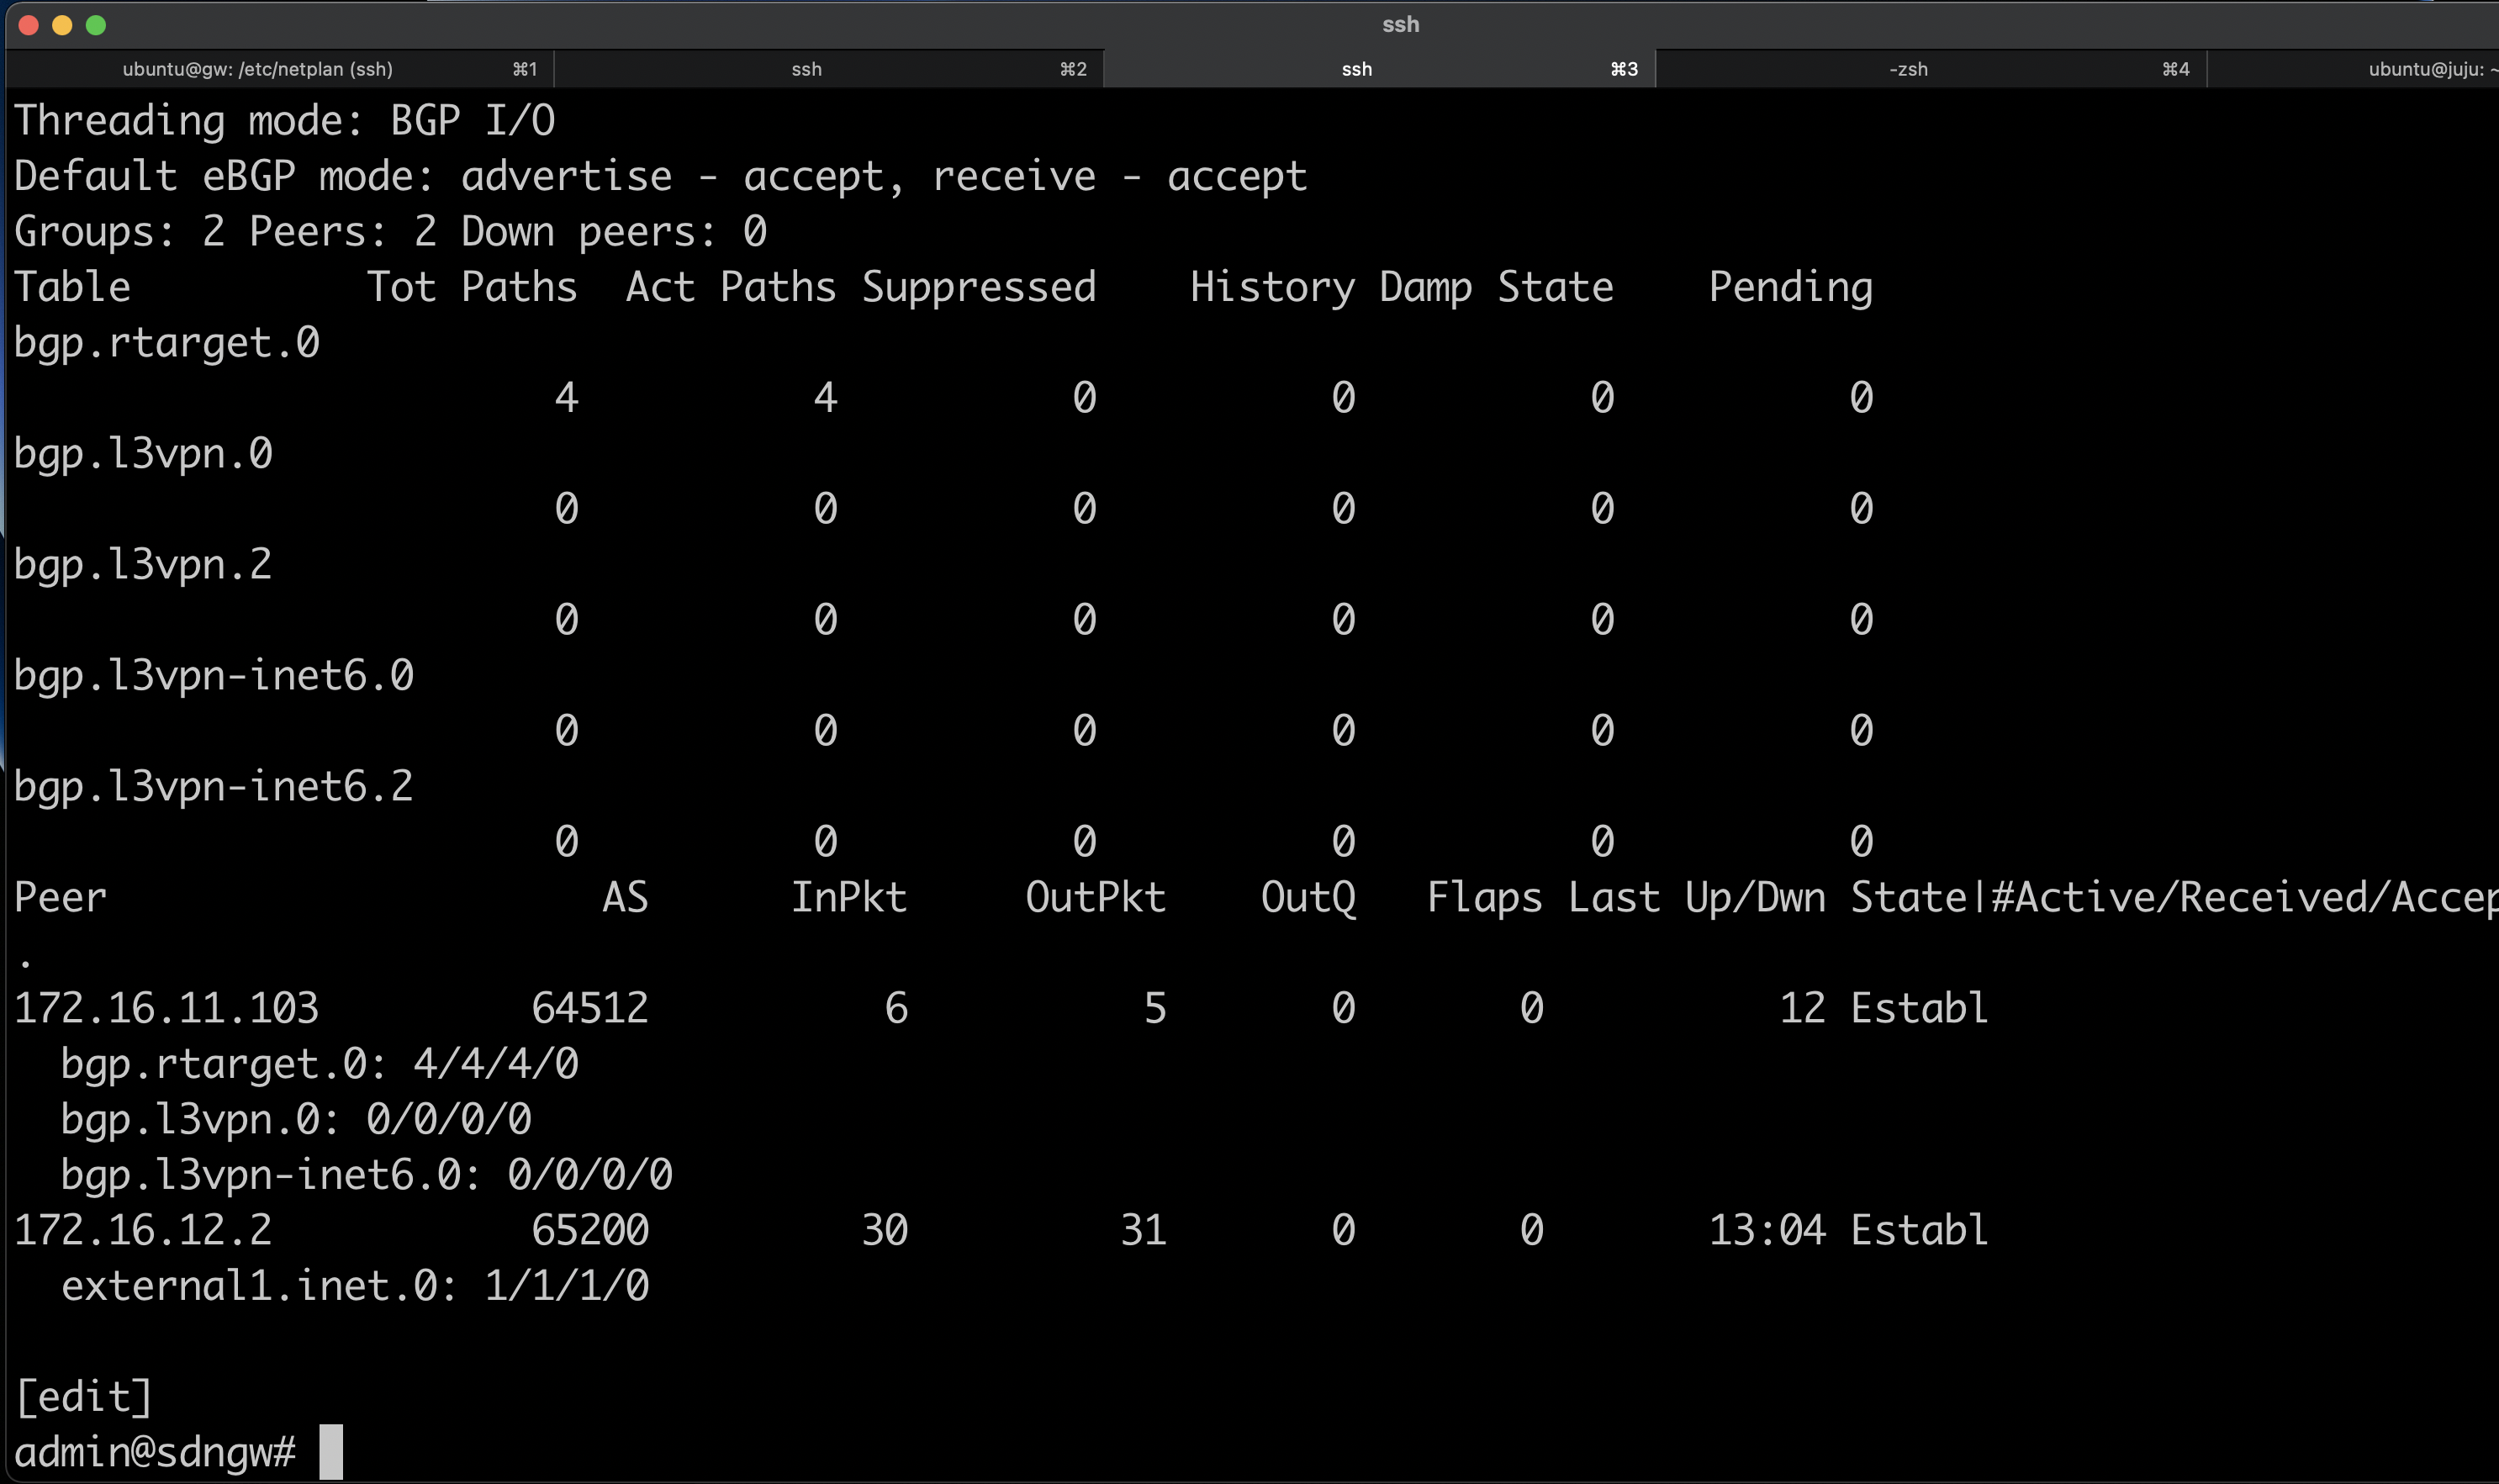 ssh
ubuntu@gw: /etc/netplan (ssh) ⌘1 ssh ⌘2 ssh ⌘3 -zsh ⌘4 ubuntu@juju: ~
Threading mode: BGP I/O
Default eBGP mode: advertise - accept, receive - accept
Groups: 2 Peers: 2 Down peers: 0
Table          Tot Paths  Act Paths Suppressed    History Damp State    Pending
bgp.rtarget.0
                       4          4          0          0          0          0
bgp.l3vpn.0
                       0          0          0          0          0          0
bgp.l3vpn.2
                       0          0          0          0          0          0
bgp.l3vpn-inet6.0
                       0          0          0          0          0          0
bgp.l3vpn-inet6.2
                       0          0          0          0          0          0
Peer                     AS      InPkt     OutPkt    OutQ   Flaps Last Up/Dwn State|#Active/Received/Accep
.
172.16.11.103         64512          6          5       0       0          12 Establ
  bgp.rtarget.0: 4/4/4/0
  bgp.l3vpn.0: 0/0/0/0
  bgp.l3vpn-inet6.0: 0/0/0/0
172.16.12.2           65200         30         31       0       0       13:04 Establ
  external1.inet.0: 1/1/1/0
[edit]
admin@sdngw#